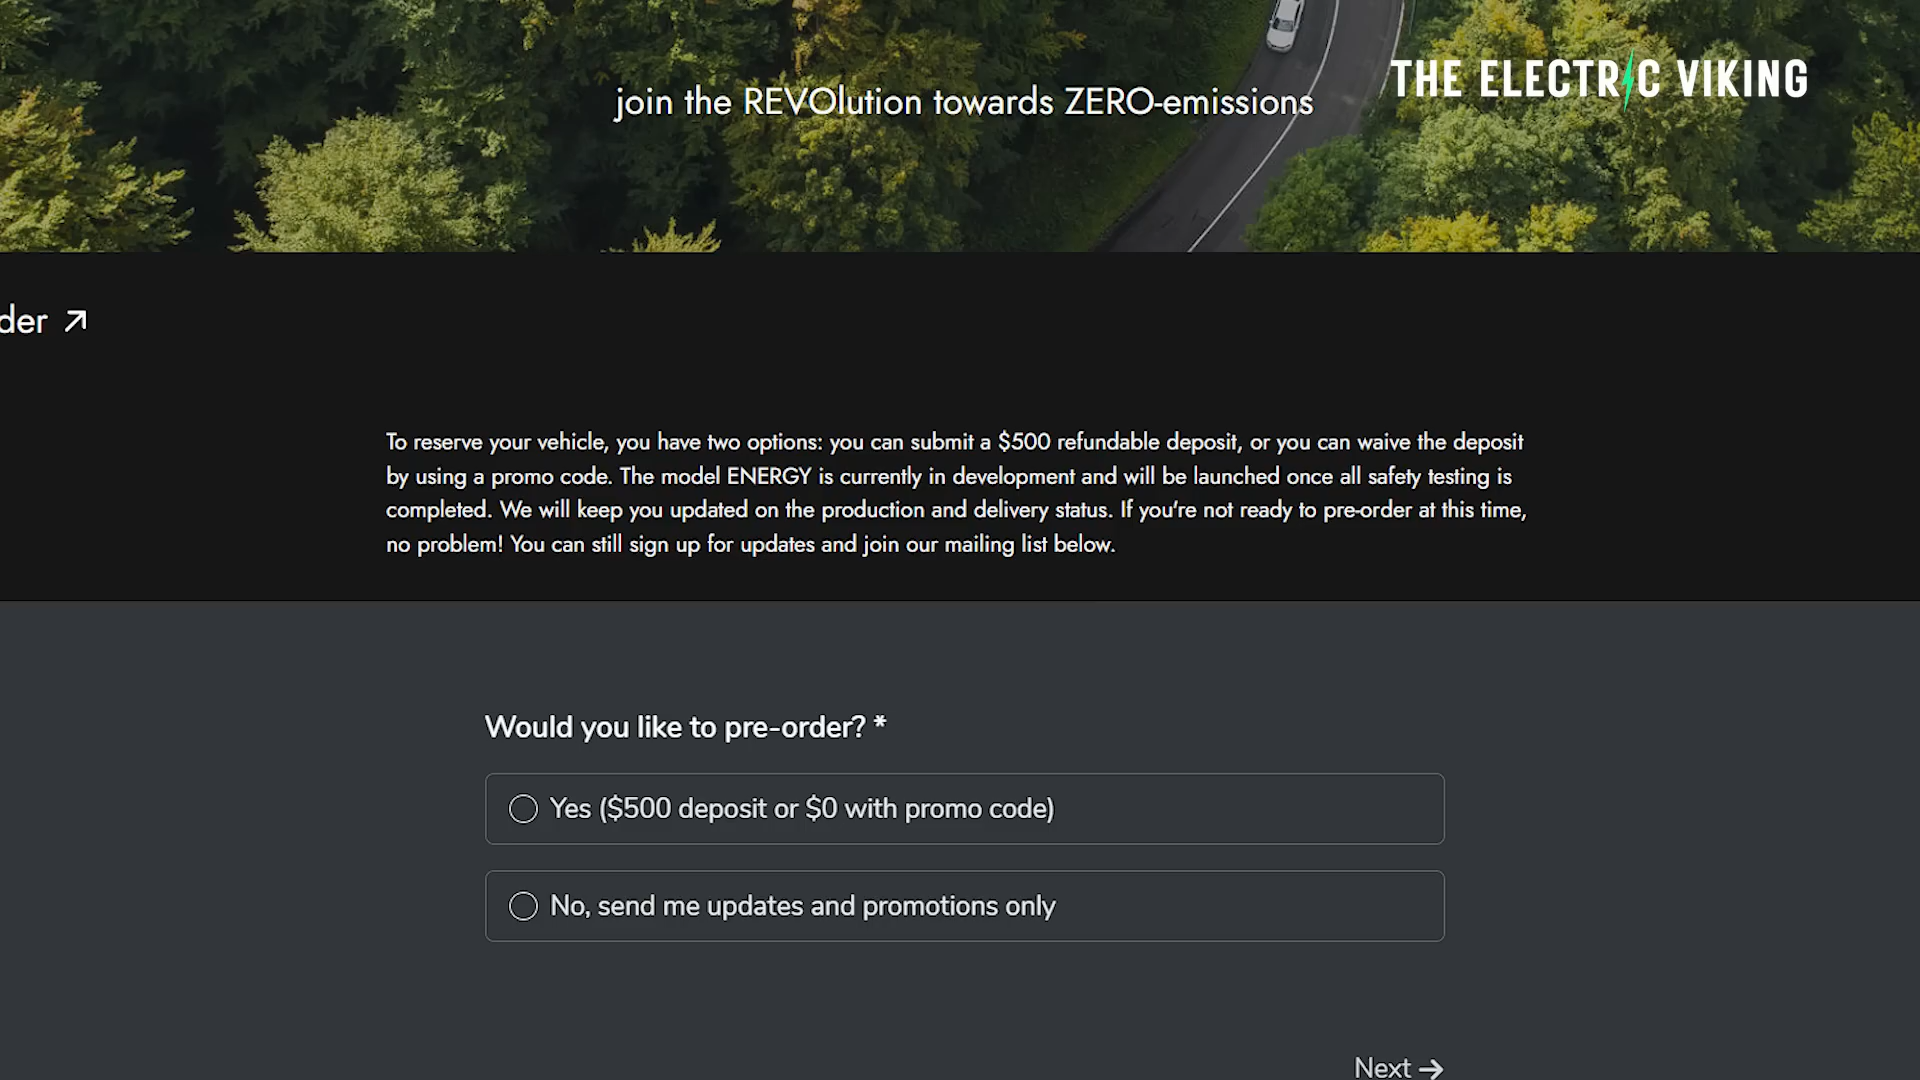 THE ELECTRIC VIKING
join the REVOlution towards ZERO-emissions
der
To reserve your vehicle, you have two options: you can submit a $500 refundable deposit, or you can waive the deposit
by using a promo code. The model ENERGY is currently in development and will be launched once all safety testing is
completed. We will keep you updated on the production and delivery status. If you're not ready to pre-order at this time,
no problem! You can still sign up for updates and join our mailing list below.
Would you like to pre-order? *
Yes ($500 deposit or $0 with promo code)
No, send me updates and promotions only
Next